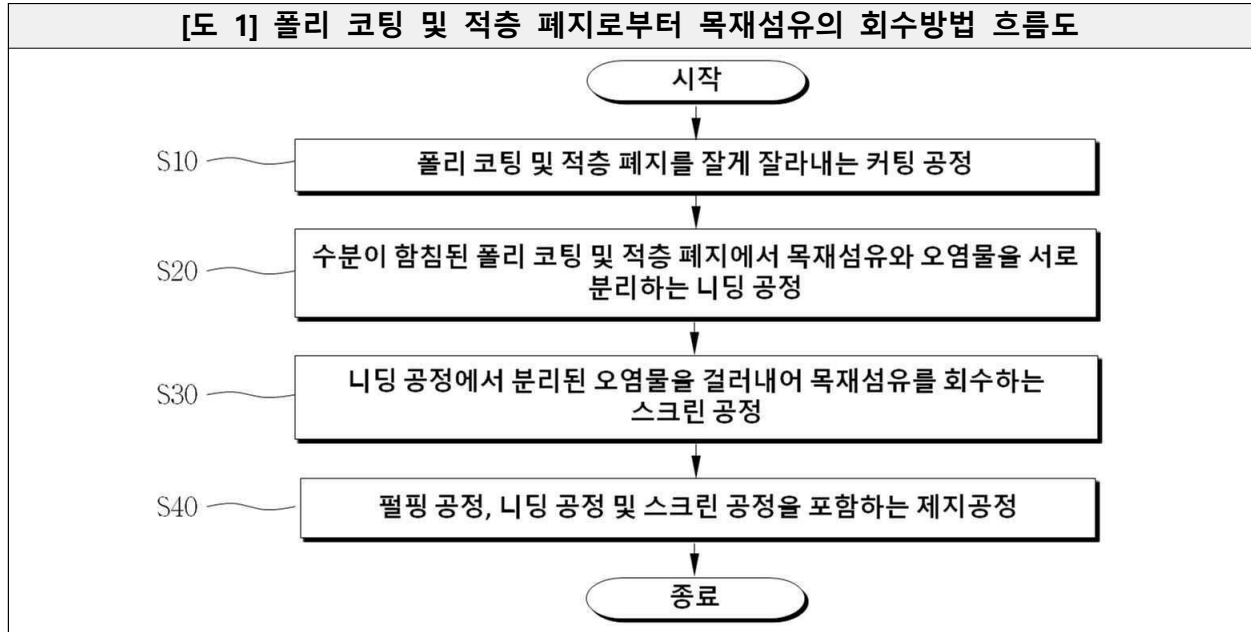 [도 1] 폴리 코팅 및 적층 폐지로부터 목재섬유의 회수방법 흐름도
시작
S10
폴리 코팅 및 적층 폐지를 잘게 잘라내는 커팅 공정
S20
수분이 함침된 폴리 코팅 및 적층 폐지에서 목재섬유와 오염물을 서로
분리하는 니딩 공정
S30
니딩 공정에서 분리된 오염물을 걸러내어 목재섬유를 회수하는
스크린 공정
S40
펄핑 공정, 니딩 공정 및 스크린 공정을 포함하는 제지공정
종료